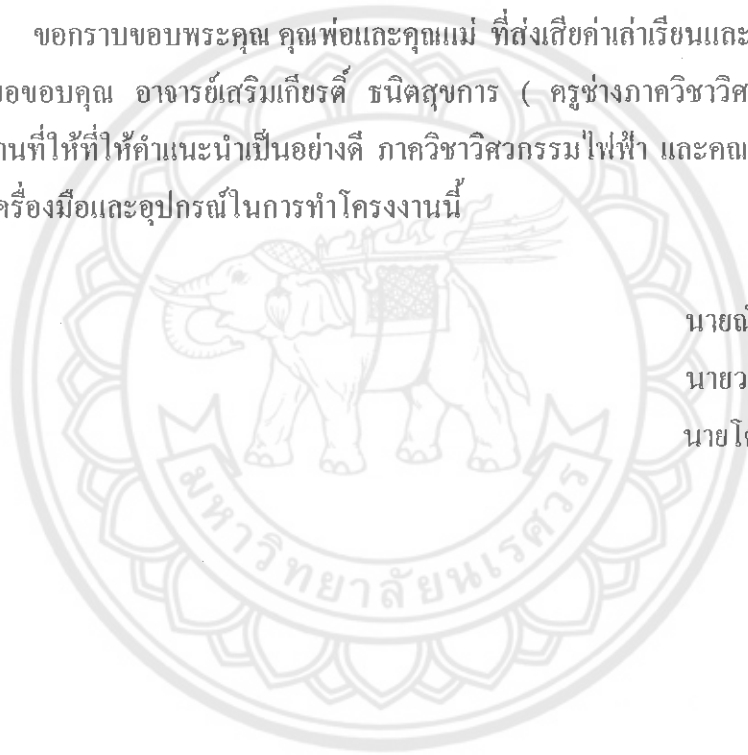 ขอกราบขอบพระคุณ คุณพ่อและคุณแม่ ที่ส่งเสียค่าเล่าเรียนและ
ขอขอบคุณ อาจารย์เสริมเกียรติ์ ธนิตสุขการ ( ครูช่างภาควิชาวิศ
านที่ให้ที่ให้คำแนะนำเป็นอย่างดี ภาควิชาวิศวกรรมไฟฟ้า และคณ
ครื่องมือและอุปกรณ์ในการทำโครงงานนี้
นายณ
นายว
นายโ
มหาวิทยาลัยนเรศวร